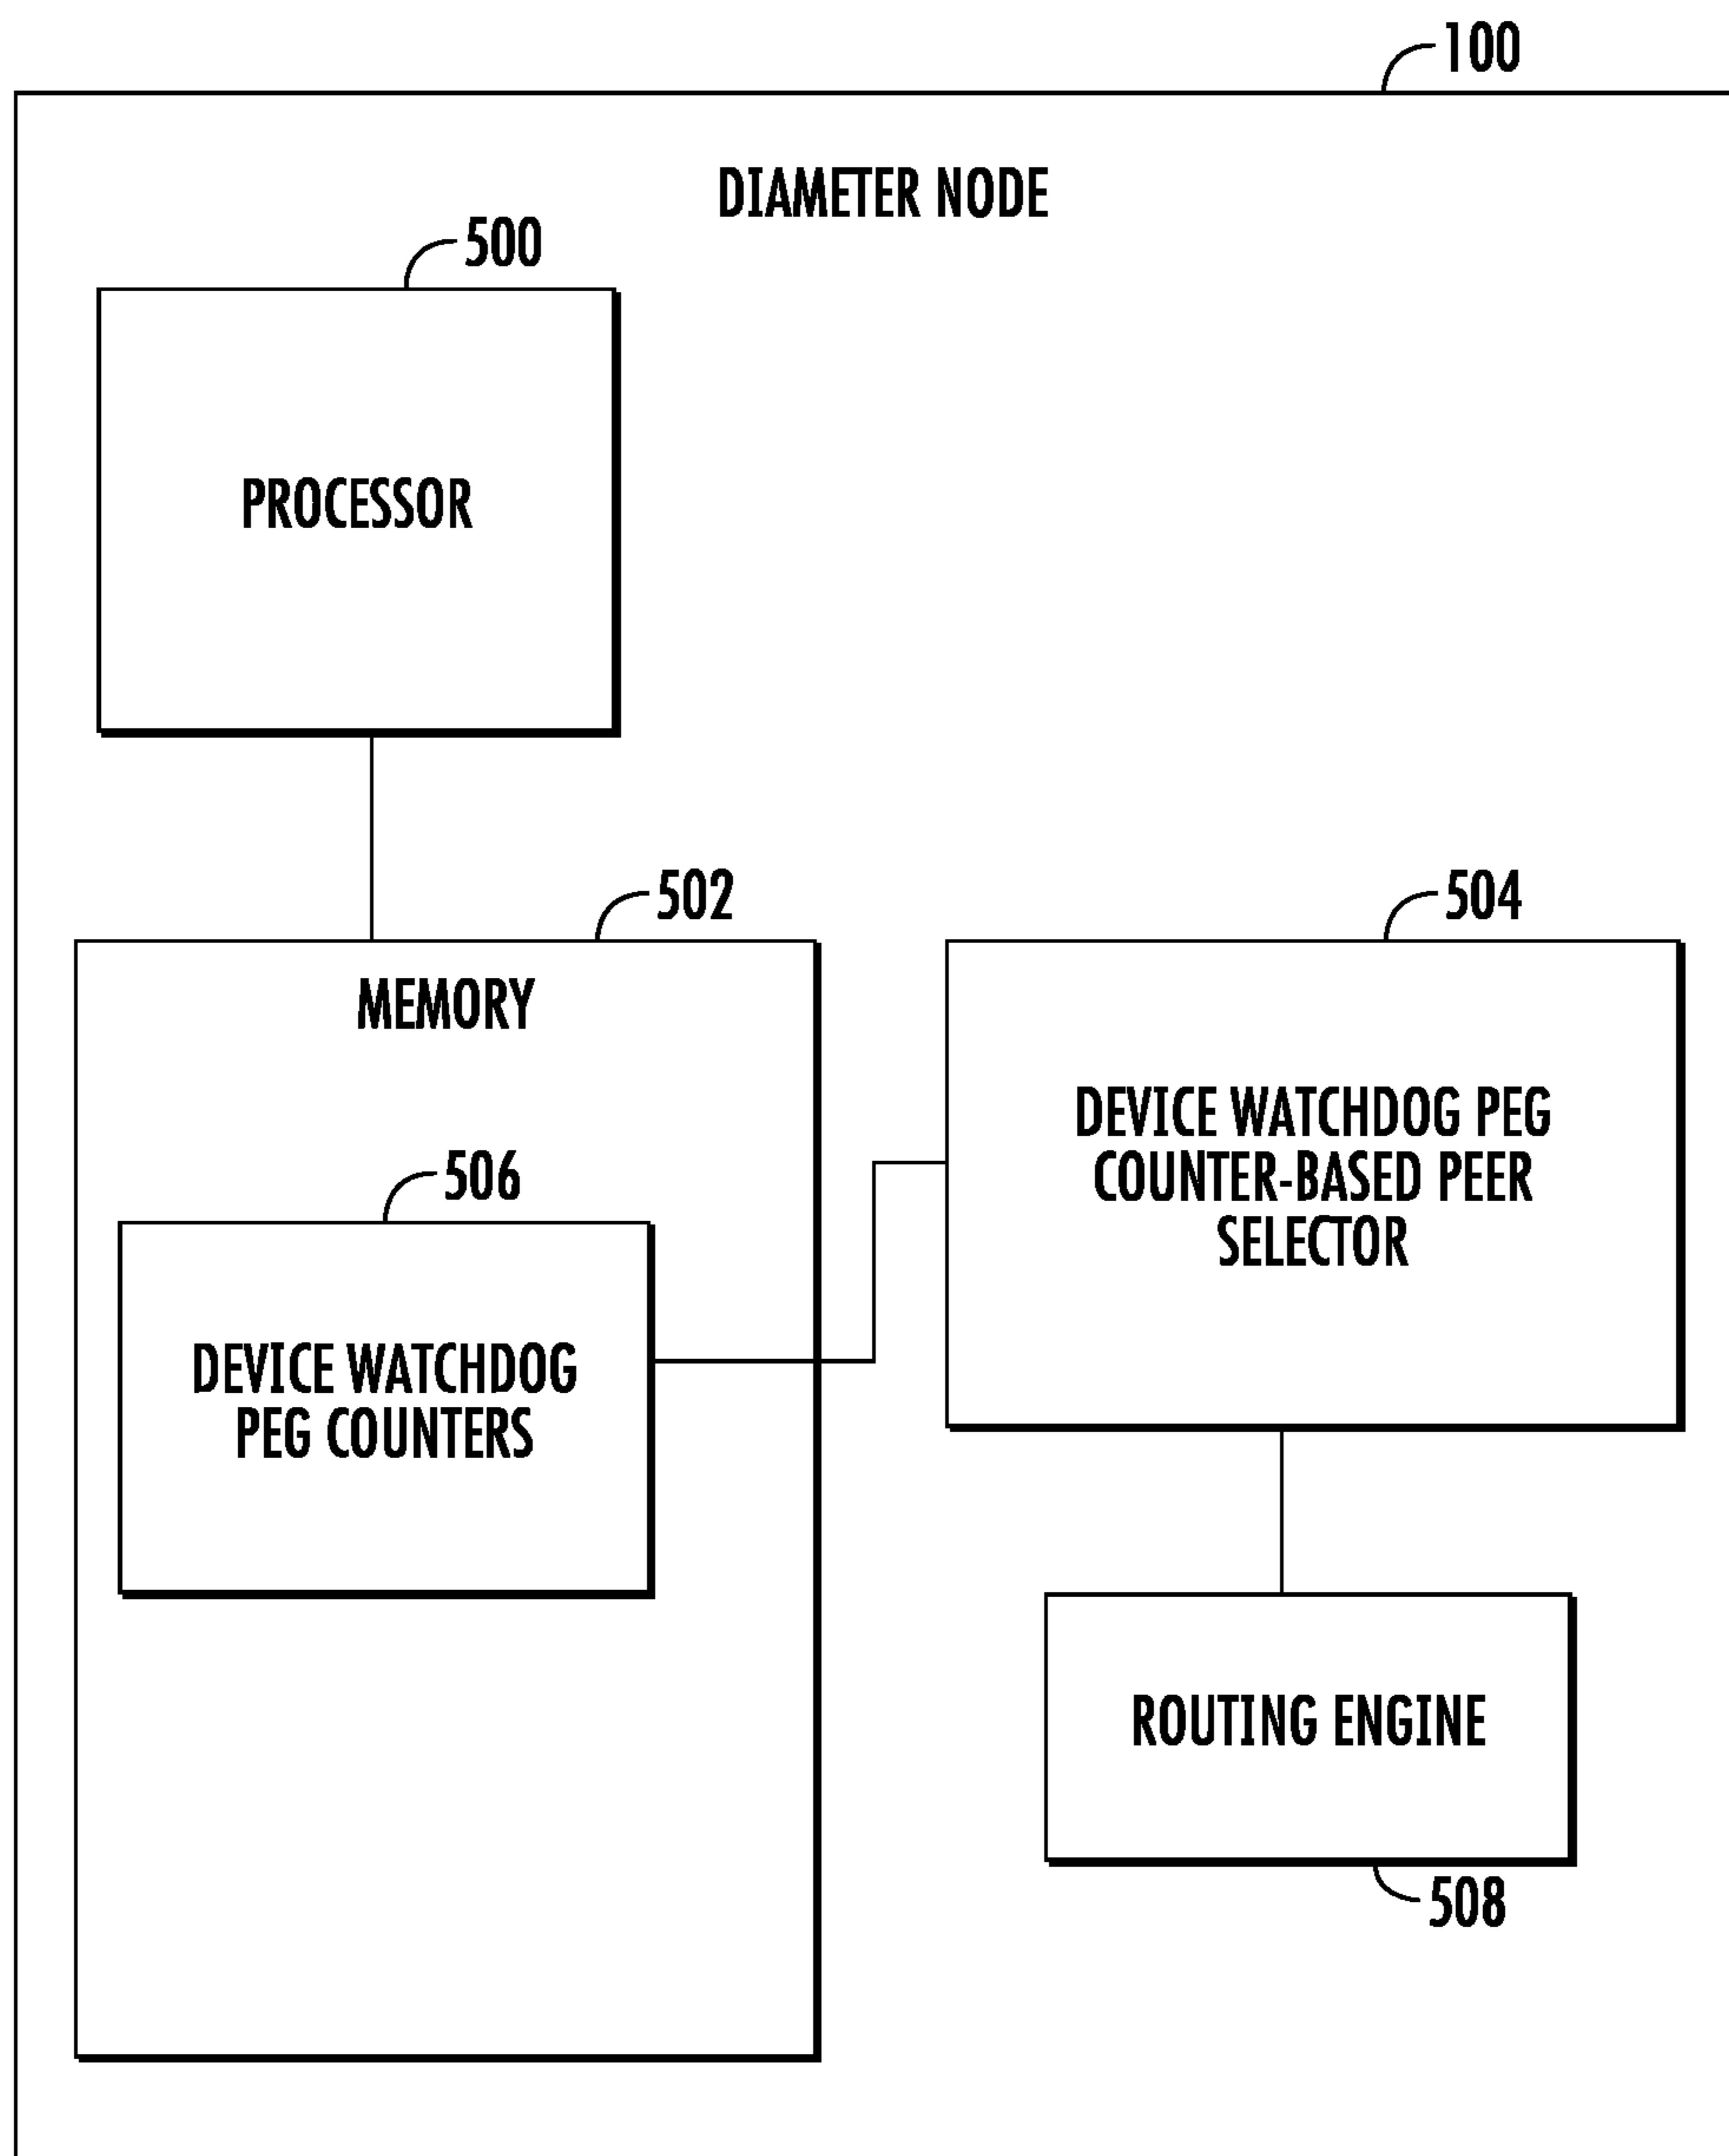 100
DIAMETER NODE
500
PROCESSOR
502
MEMORY
504
DEVICE WATCHDOG PEG
COUNTER-BASED PEER
SELECTOR
506
DEVICE WATCHDOG
PEG COUNTERS
ROUTING ENGINE
508